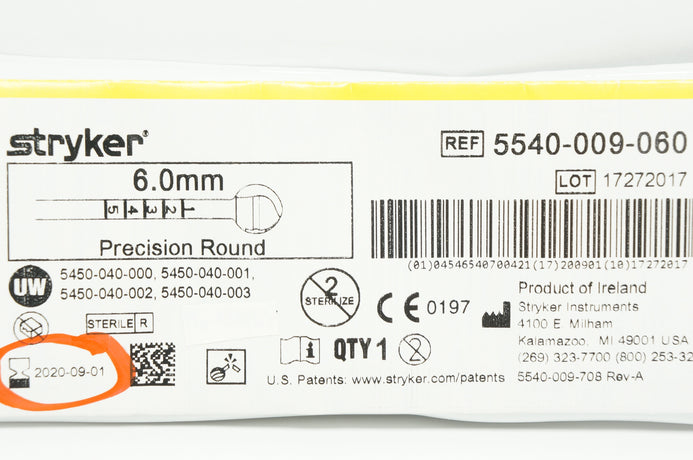 stryker®
REF 5540-009-060
LOT 17272017
6.0mm
5 4 3 2 1
Precision Round
(01)04546540700421(17)200901(10)17272017
UW 5450-040-000, 5450-040-001,
5450-040-002, 5450-040-003
2
STERILIZE
CE 0197
Product of Ireland
Stryker Instruments
4100 E. Milham
Kalamazoo, MI 49001 USA
(269) 323-7700 (800) 253-32
STERILE R
i QTY 1 2
2020-09-01
U.S. Patents: www.stryker.com/patents
5540-009-708 Rev-A